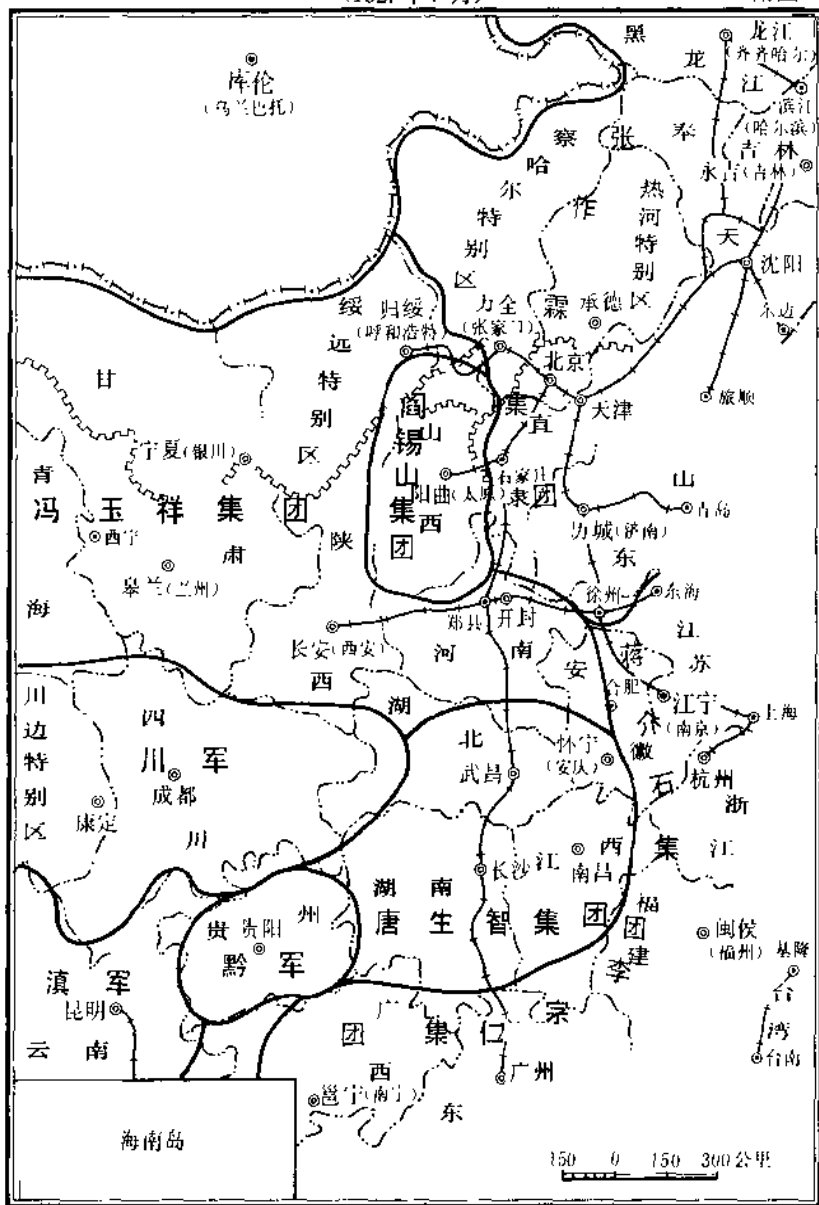 黑龙江
龙江
(齐齐哈尔)
滨江
(哈尔滨)
吉林
永吉(吉林)
库伦
(乌兰巴托)
察哈尔特别区
热河特别区
奉天
张作霖集团
沈阳
旅顺
承德
北京
天津
绥远特别区
归绥
(呼和浩特)
万全
甘肃
宁夏(银川)
冯玉祥集团
青海
西宁
皋兰(兰州)
阎锡山集团
山西
阳曲(太原)
石家庄
直隶
山东
历城(济南)
青岛
陕西
长安(西安)
郑县
开封
河南
徐州
东海
江苏
江宁
(南京)
上海
安徽
合肥
怀宁
(安庆)
蒋介石集团
杭州
浙江
川边特别区
康定
四川
川军
成都
湖北
武昌
湖南
长沙
江西
南昌
唐生智集团
福建
闽侯
(福州)
基隆
台湾
台南
贵州
贵阳
黔军
滇军
昆明
云南
李宗仁集团
广西
广东
广州
邕宁(南宁)
海南岛
150 0 150 300公里